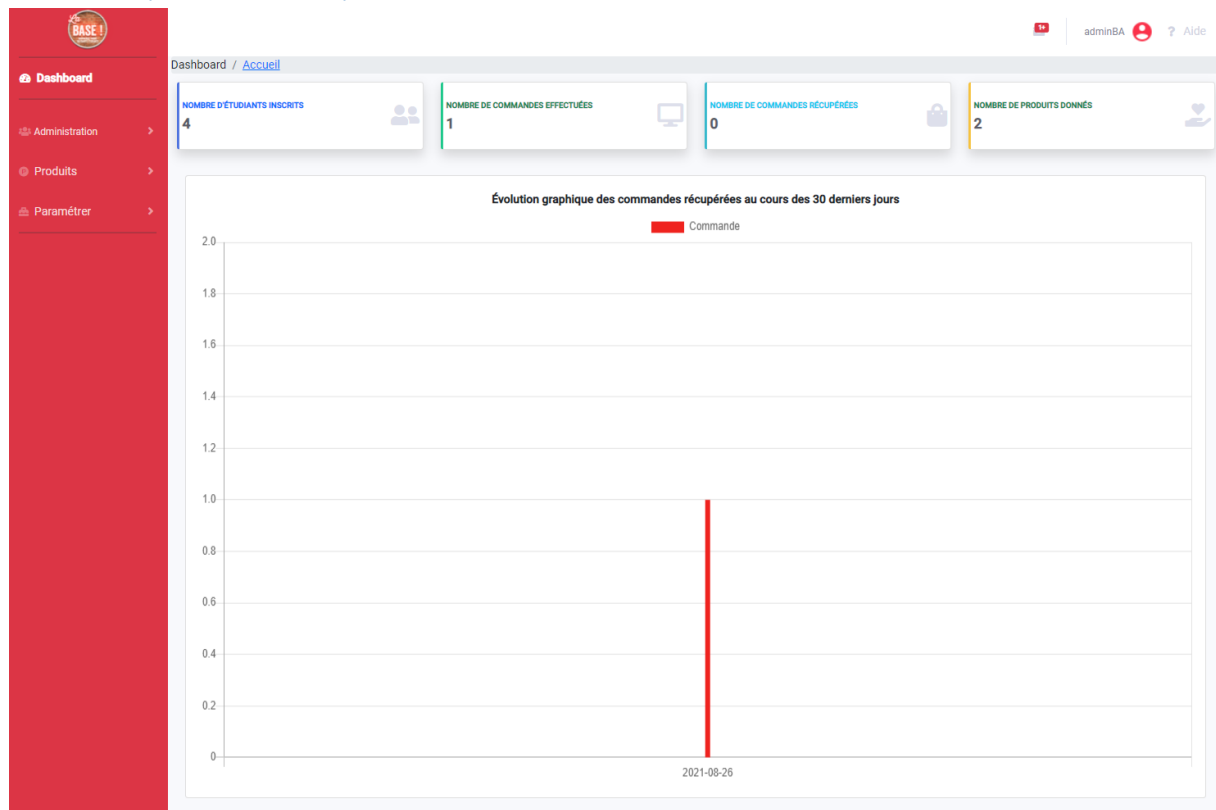 La
BASE !
1+
adminBA
? Aide
Dashboard
Dashboard / Accueil
NOMBRE D'ÉTUDIANTS INSCRITS
4
NOMBRE DE COMMANDES EFFECTUÉES
1
NOMBRE DE COMMANDES RÉCUPÉRÉES
0
NOMBRE DE PRODUITS DONNÉS
2
Administration
Produits
Paramétrer
Évolution graphique des commandes récupérées au cours des 30 derniers jours
Commande
2.0
1.8
1.6
1.4
1.2
1.0
0.8
0.6
0.4
0.2
0
2021-08-26